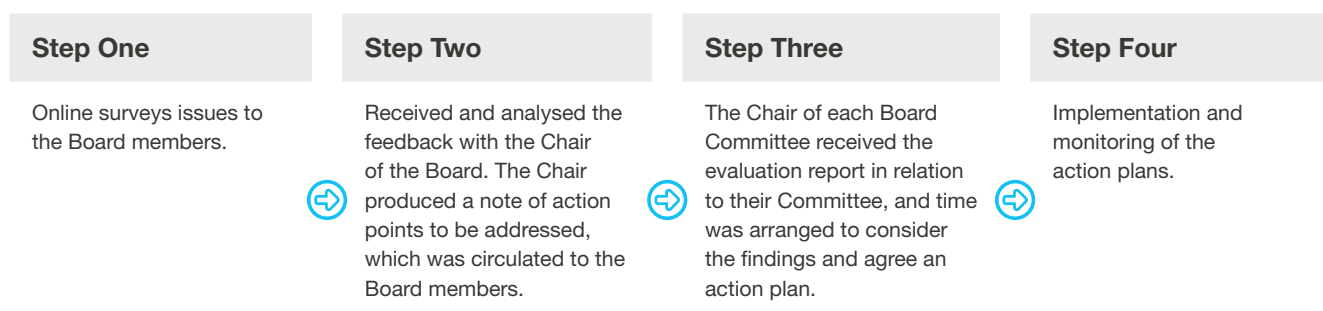 Step One
Online surveys issues to
the Board members.
Step Two
Received and analysed the
feedback with the Chair
of the Board. The Chair
produced a note of action
points to be addressed,
which was circulated to the
Board members.
Step Three
The Chair of each Board
Committee received the
evaluation report in relation
to their Committee, and time
was arranged to consider
the findings and agree an
action plan.
Step Four
Implementation and
monitoring of the
action plans.